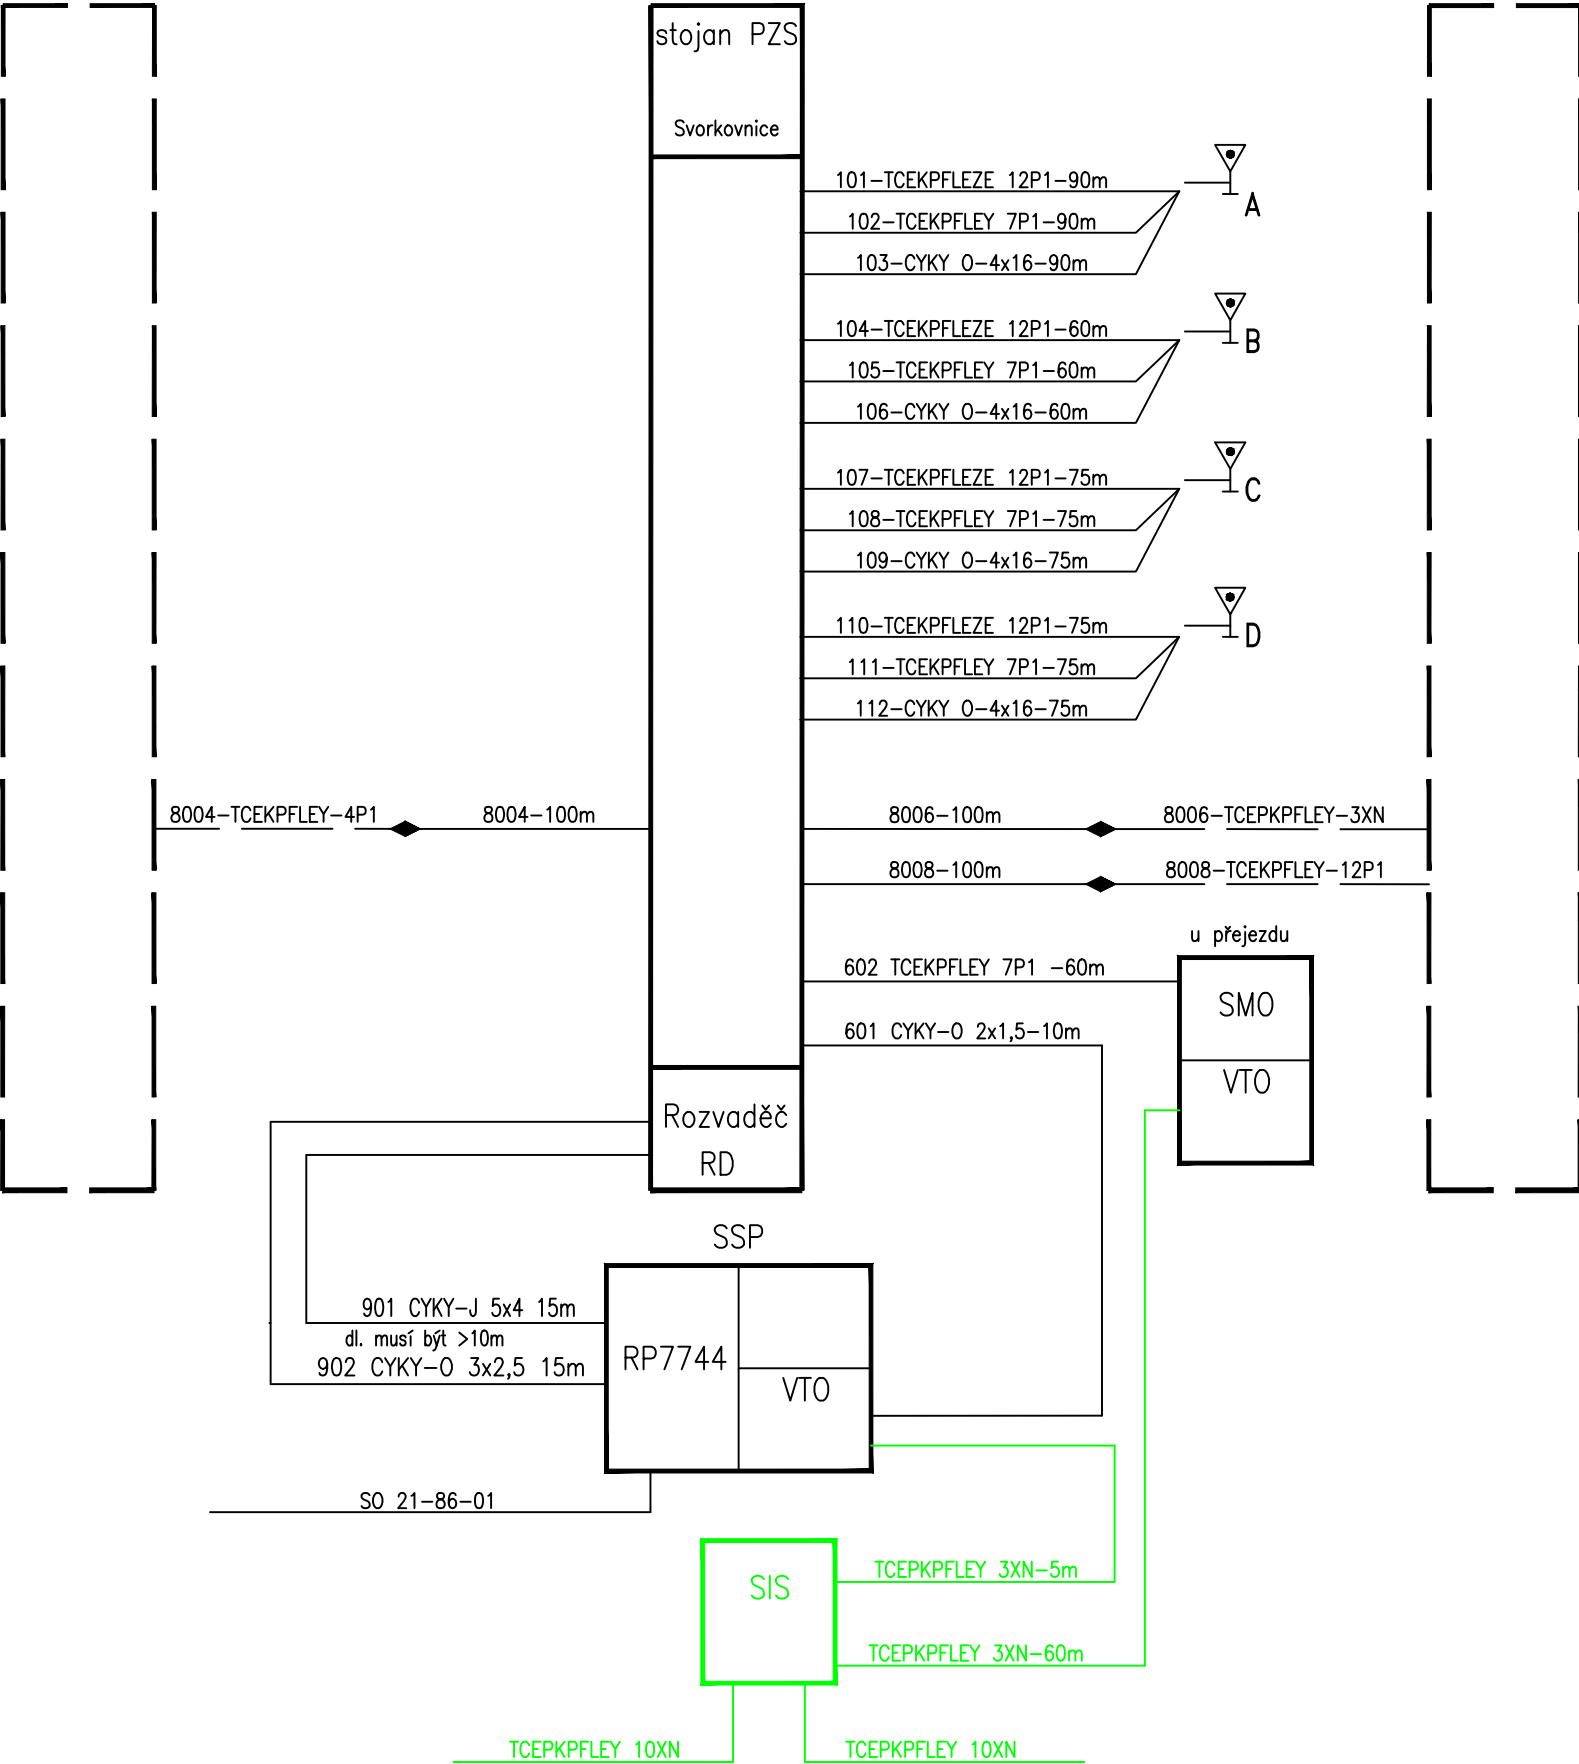 stojan PZS
Svorkovnice
101-TCEKPFLEZE 12P1-90m
102-TCEKPFLEY 7P1-90m
103-CYKY O-4x16-90m
A
104-TCEKPFLEZE 12P1-60m
105-TCEKPFLEY 7P1-60m
106-CYKY O-4x16-60m
B
107-TCEKPFLEZE 12P1-75m
108-TCEKPFLEY 7P1-75m
109-CYKY O-4x16-75m
C
110-TCEKPFLEZE 12P1-75m
111-TCEKPFLEY 7P1-75m
112-CYKY O-4x16-75m
D
8004-TCEKPFLEY-4P1
8004-100m
8006-100m
8006-TCEPKPFLEY-3XN
8008-100m
8008-TCEKPFLEY-12P1
u přejezdu
602 TCEKPFLEY 7P1 -60m
SMO
601 CYKY-O 2x1,5-10m
VTO
Rozvaděč
RD
SSP
901 CYKY-J 5x4 15m
dl. musí být >10m
902 CYKY-O 3x2,5 15m
RP7744
VTO
SO 21-86-01
SIS
TCEPKPFLEY 3XN-5m
TCEPKPFLEY 3XN-60m
TCEPKPFLEY 10XN
TCEPKPFLEY 10XN